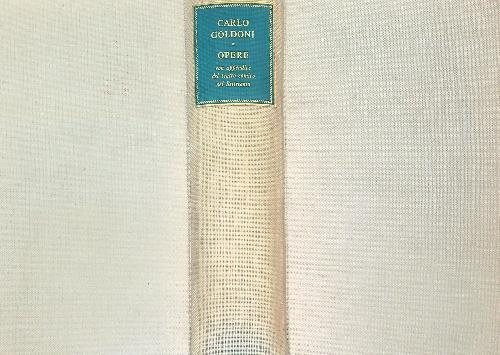 CARLO
GOLDONI
OPERE
con appendice
del teatro comico
nel Settecento